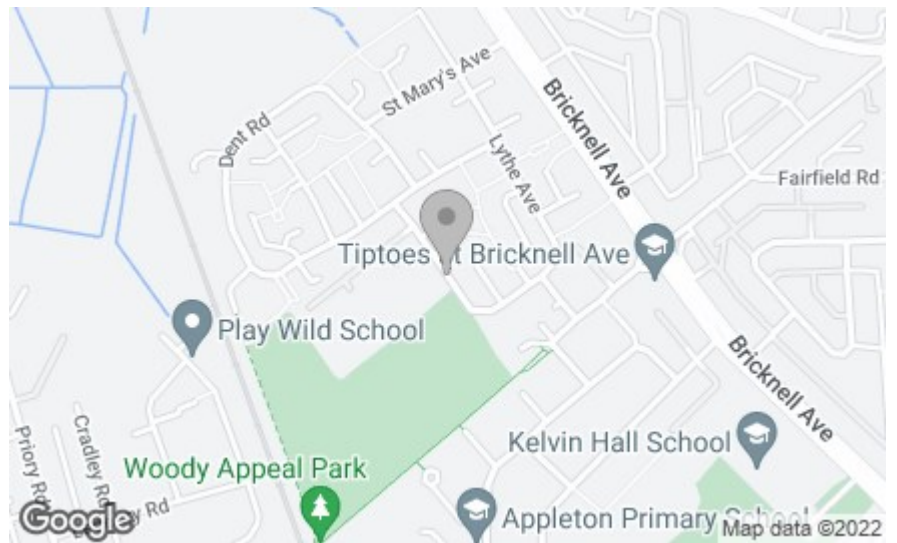 St Mary's Ave
Dent Rd
Bricknell Ave
Lythe Ave
Fairfield Rd
Tiptoes at Bricknell Ave
Play Wild School
Bricknell Ave
Priory Rd
Cradley Rd
Kelvin Hall School
Woody Appeal Park
Rd
Google
Appleton Primary School
Map data ©2022